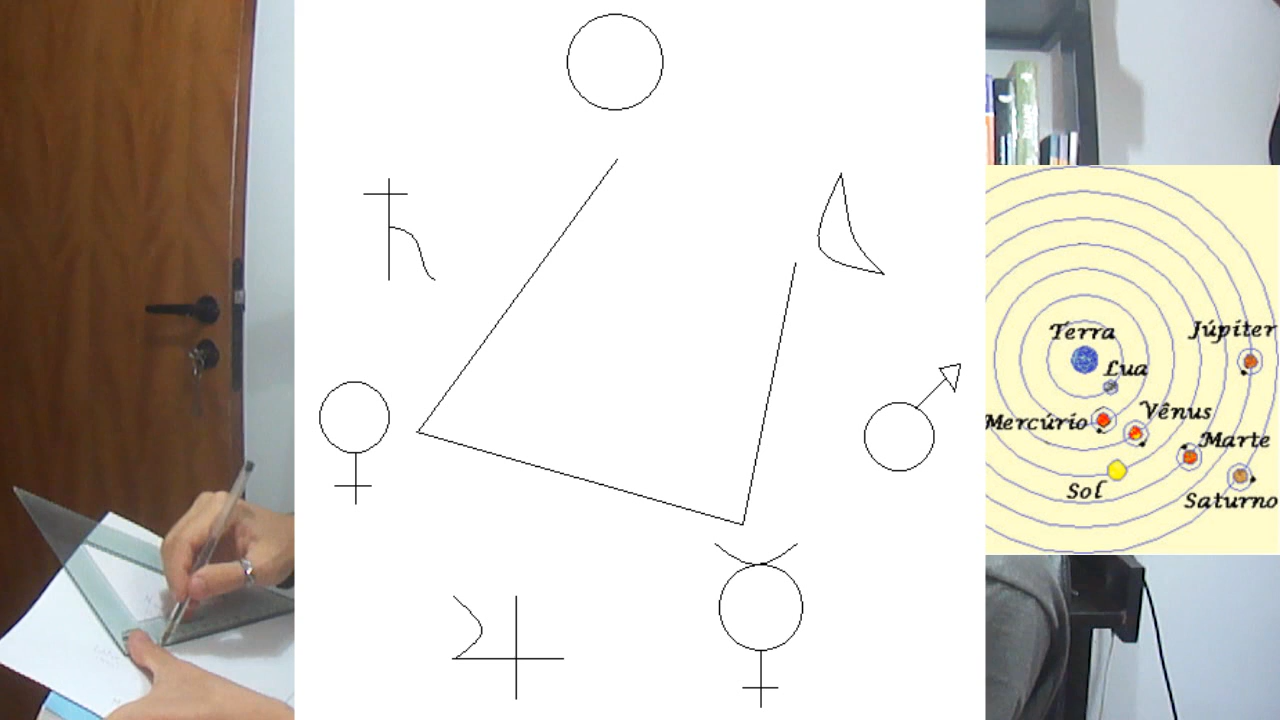 Terra
Júpiter
Lua
Mercúrio
Vênus
Marte
Sol
Saturno